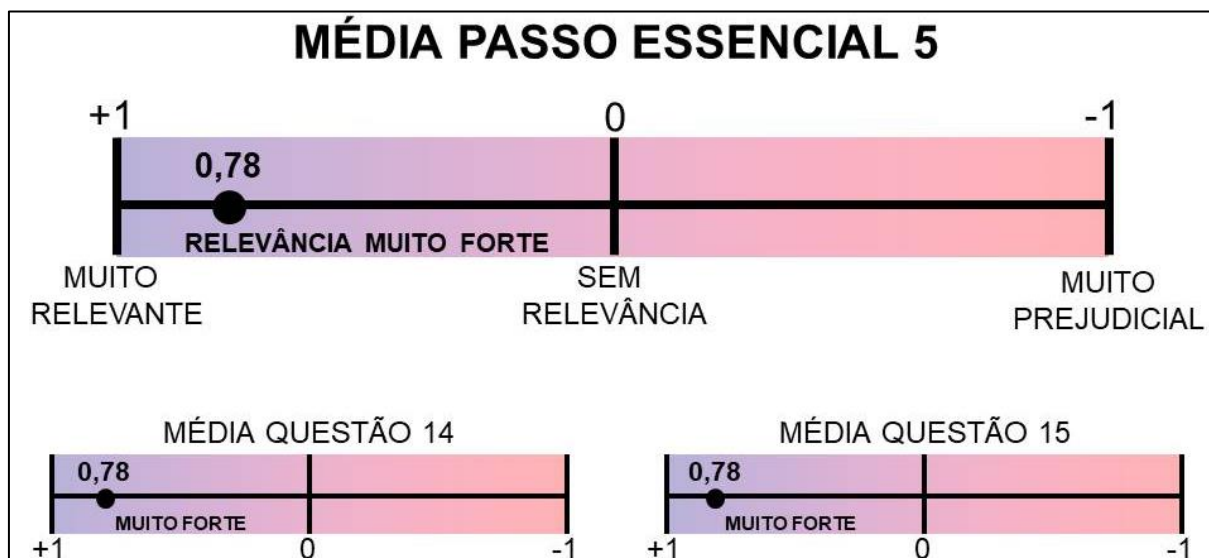 MÉDIA PASSO ESSENCIAL 5
+1 0 -1
0,78
RELEVÂNCIA MUITO FORTE
MUITO RELEVANTE
SEM RELEVÂNCIA
MUITO PREJUDICIAL
MÉDIA QUESTÃO 14
0,78
MUITO FORTE
+1 0 -1
MÉDIA QUESTÃO 15
0,78
MUITO FORTE
+1 0 -1